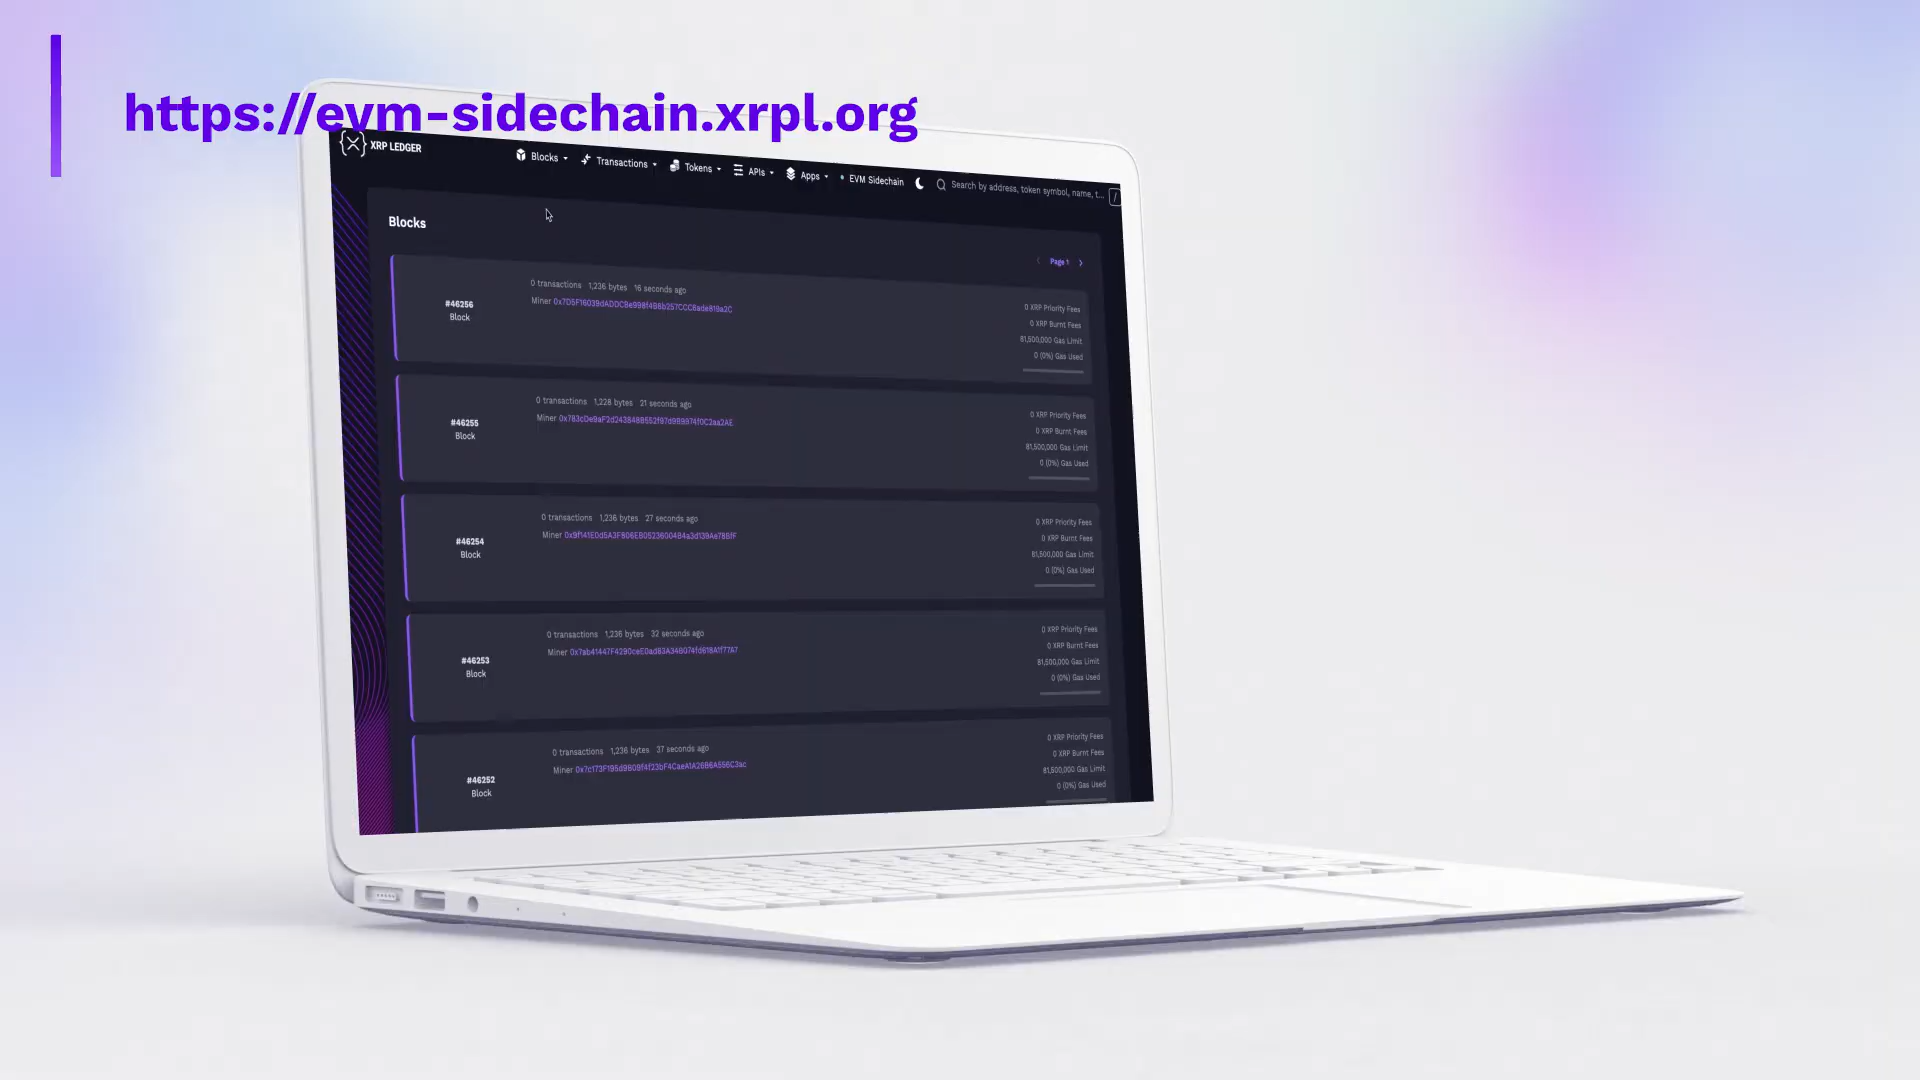 https://evm-sidechain.xrpl.org
XRP LEDGER
Blocks
Transactions
Tokens
APIs
Apps
EVM Sidechain
Search by address, token symbol, name, t...
/
Blocks
Page 1
#46256
Block
0 transactions 1,236 bytes 16 seconds ago
Miner
0 XRP Priority Fees
0 XRP Burnt Fees
81,500,000 Gas Limit
0 (0%) Gas Used
#46255
Block
0 transactions 1,228 bytes 21 seconds ago
Miner
0 XRP Priority Fees
0 XRP Burnt Fees
81,500,000 Gas Limit
0 (0%) Gas Used
#46254
Block
0 transactions 1,236 bytes 27 seconds ago
Miner
0 XRP Priority Fees
0 XRP Burnt Fees
81,500,000 Gas Limit
0 (0%) Gas Used
#46253
Block
0 transactions 1,236 bytes 32 seconds ago
Miner
0 XRP Priority Fees
0 XRP Burnt Fees
81,500,000 Gas Limit
0 (0%) Gas Used
#46252
Block
0 transactions 1,236 bytes 37 seconds ago
Miner
0 XRP Priority Fees
0 XRP Burnt Fees
81,500,000 Gas Limit
0 (0%) Gas Used